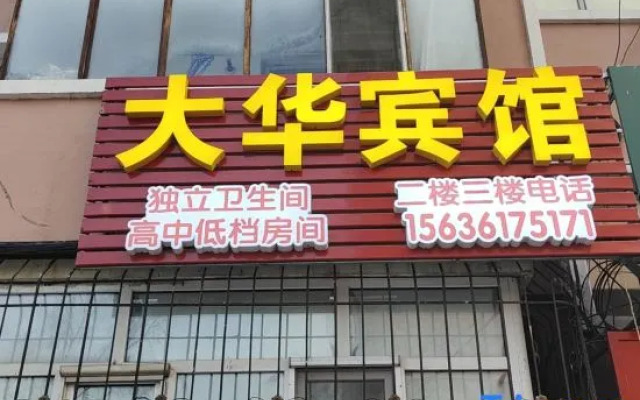 大华宾馆
独立卫生间
高中低档房间
二楼三楼电话
15636175171